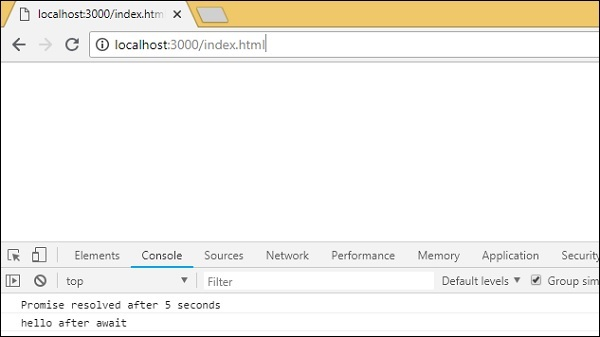 localhost:3000/index.htm
localhost:3000/index.html
Elements Console Sources Network Performance Memory Application Security
top Filter Default levels Group sim
Promise resolved after 5 seconds
hello after await